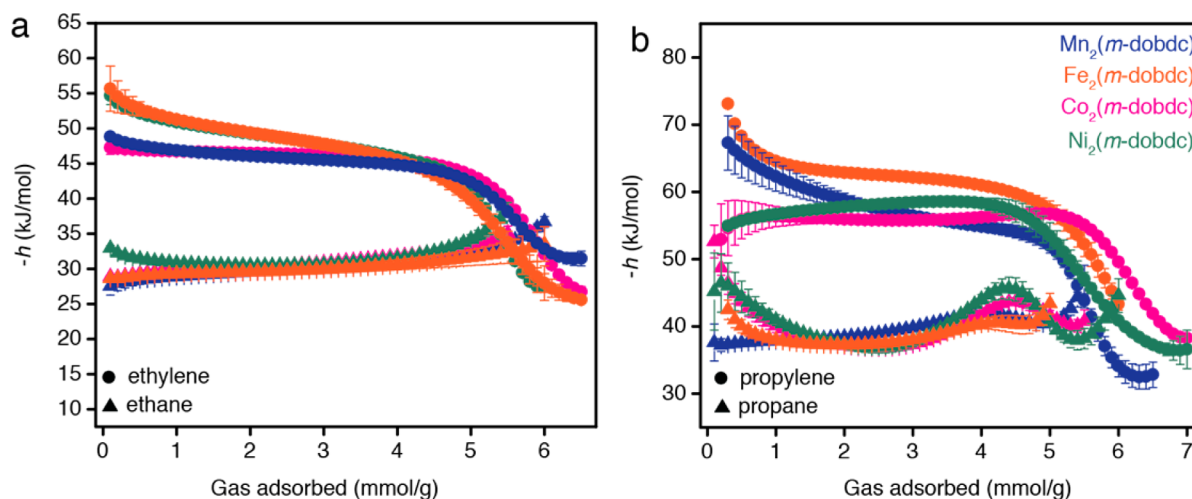 a
65
60
55
50
45
40
35
30
25
20
15
10
-h (kJ/mol)
ethylene
ethane
0 1 2 3 4 5 6
Gas adsorbed (mmol/g)
b
80
70
60
50
40
30
-h (kJ/mol)
Mn₂(m-dobdc)
Fe₂(m-dobdc)
Co₂(m-dobdc)
Ni₂(m-dobdc)
propylene
propane
0 1 2 3 4 5 6 7
Gas adsorbed (mmol/g)